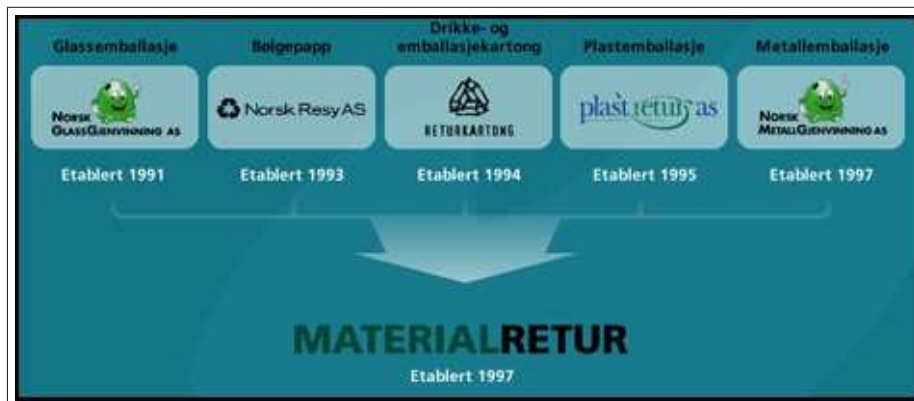 Glassemballasje
Bølgepapp
Drikke- og
emballasjekartong
Plastemballasje
Metallemballasje
NORSK
GLASSGJENVINNING AS
Norsk Resy AS
RETURKARTONG
plastretur as
NORSK
METALLGJENVINNING AS
Etablert 1991
Etablert 1993
Etablert 1994
Etablert 1995
Etablert 1997
MATERIALRETUR
Etablert 1997